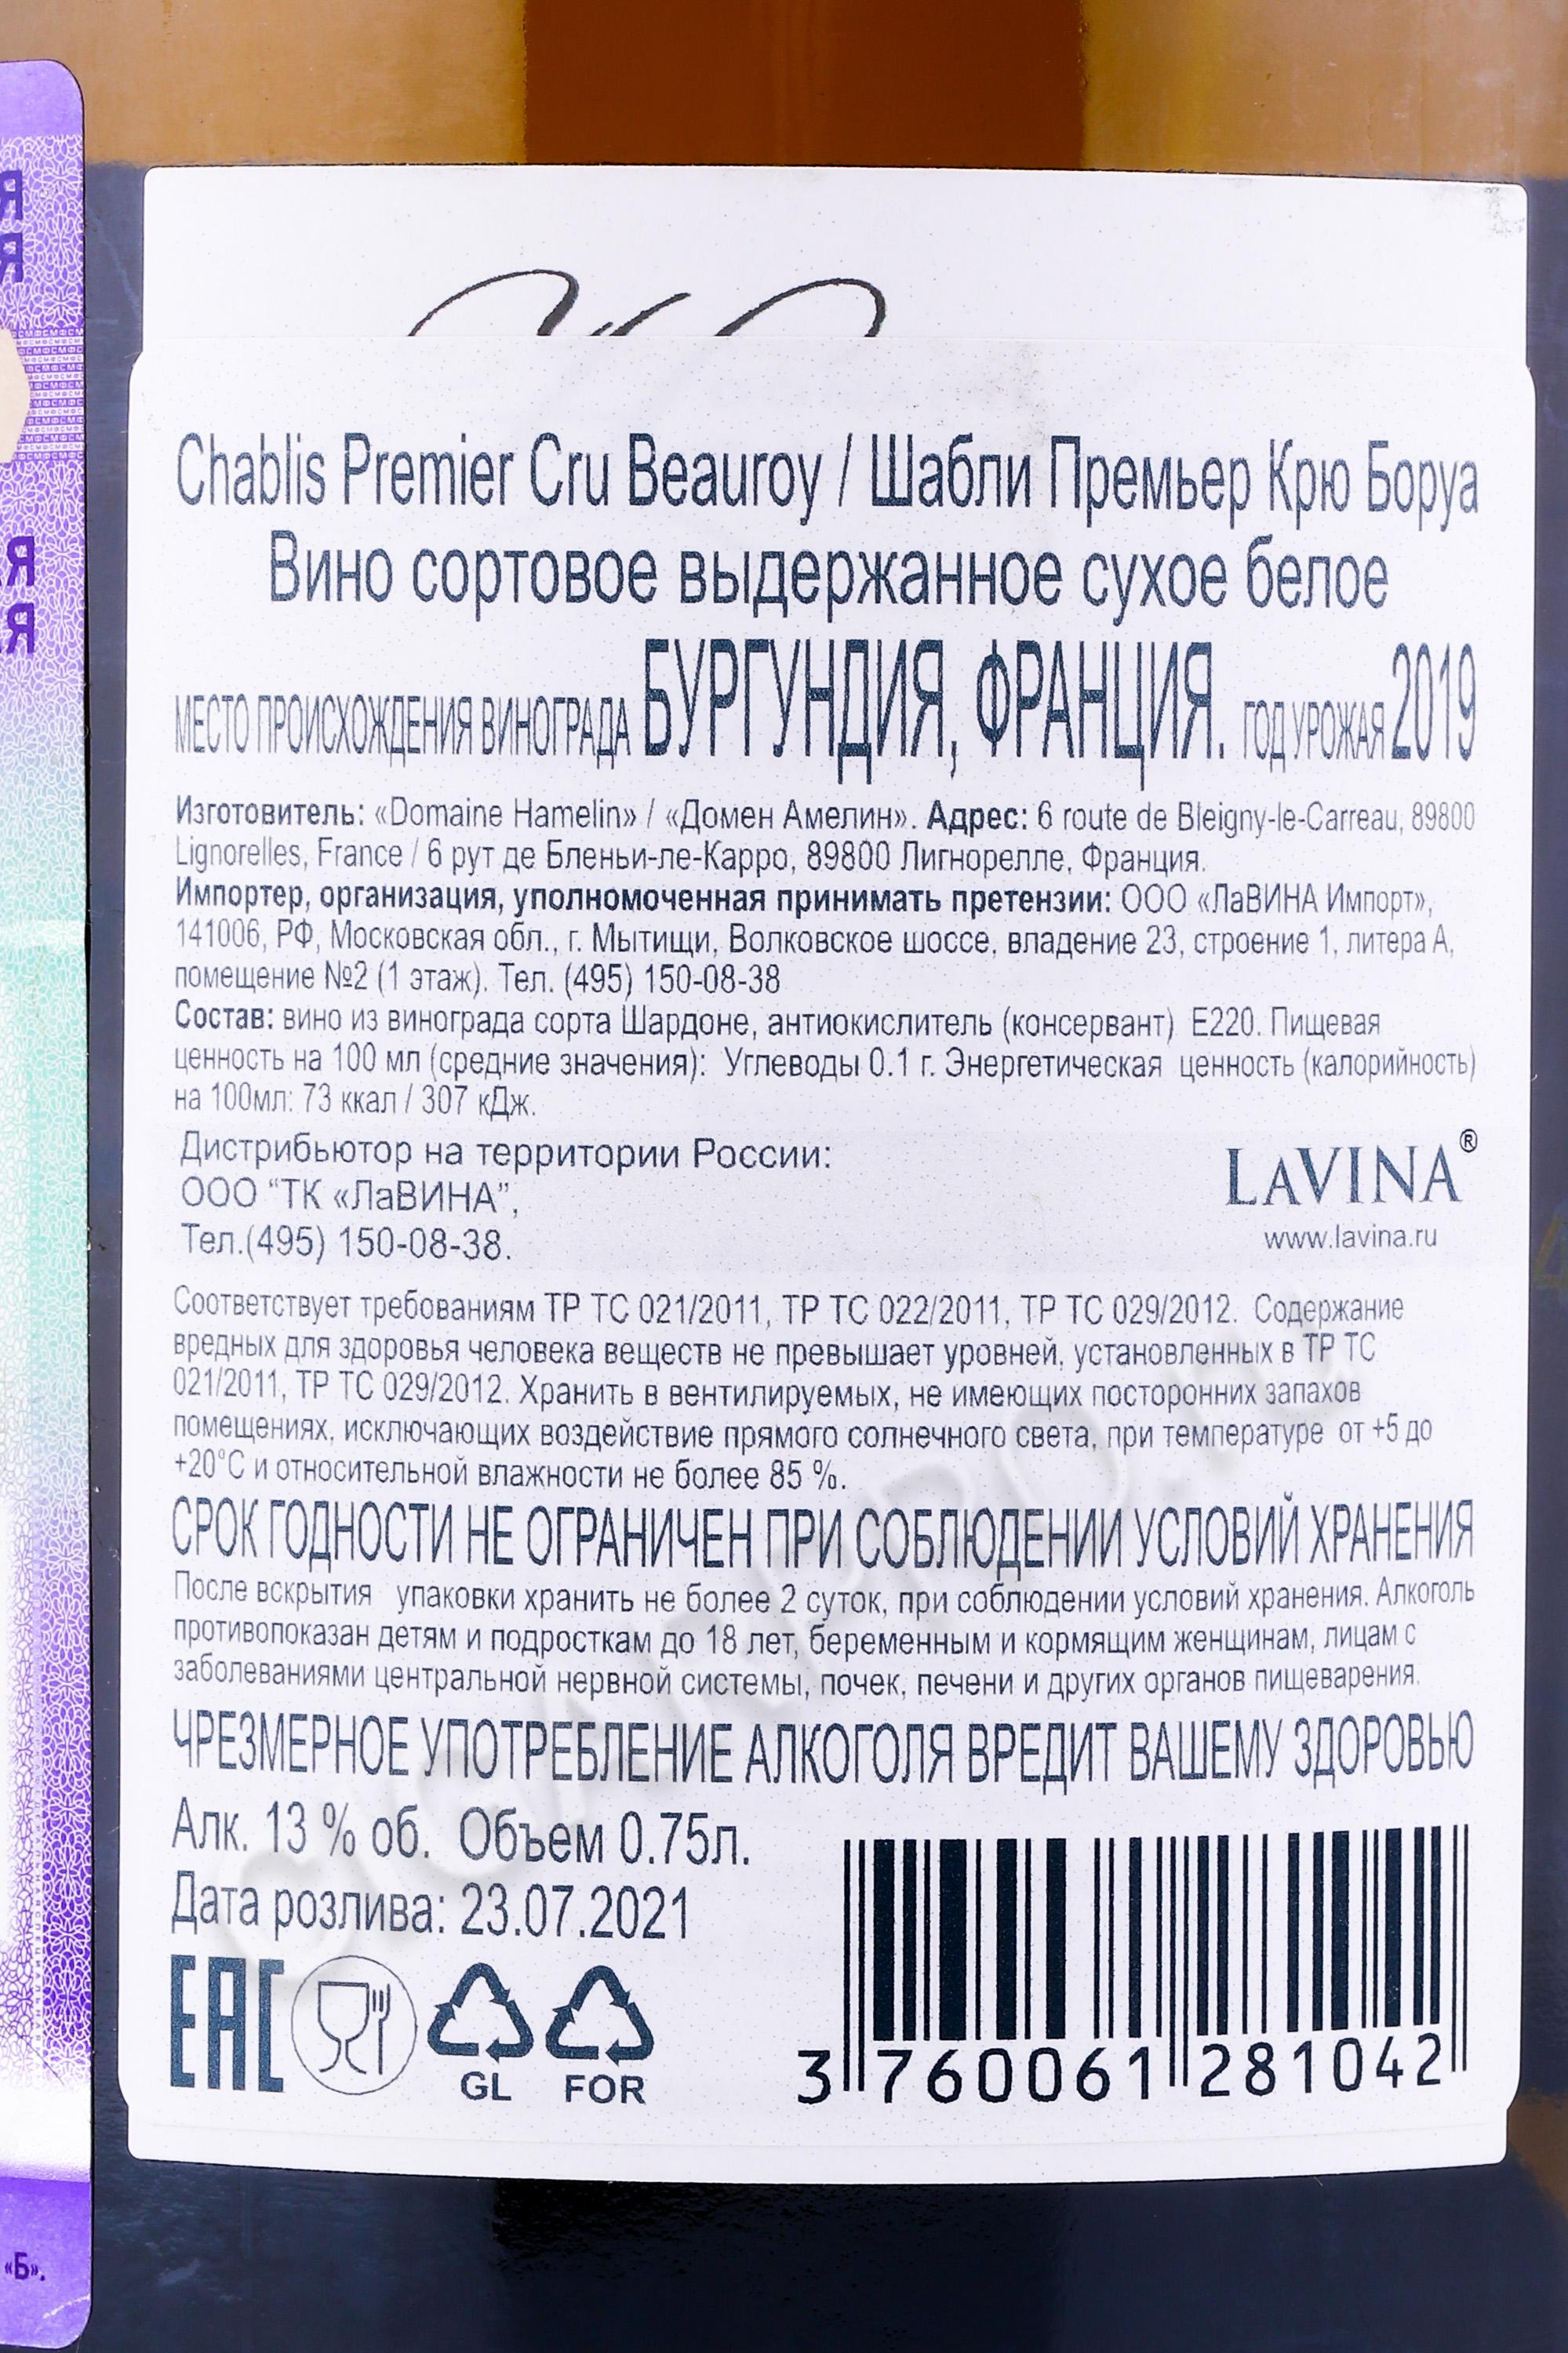 Chablis Premier Cru Beauroy / Шабли Премьер Крю Боруа
Вино сортовое выдержанное сухое белое
МЕСТО ПРОИСХОЖДЕНИЯ ВИНОГРАДА БУРГУНДИЯ, ФРАНЦИЯ. ГОД УРОЖАЯ 2019
Изготовитель: «Domaine Hamelin» / «Домен Амелин». Адрес: 6 route de Bleigny-le-Carreau, 89800
Lignorelles, France / 6 рут де Бленьи-ле-Карро, 89800 Лигнорелле, Франция.
Импортер, организация, уполномоченная принимать претензии: ООО «ЛаВИНА Импорт»,
141006, РФ, Московская обл., г. Мытищи, Волковское шоссе, владение 23, строение 1, литера А,
помещение №2 (1 этаж). Тел. (495) 150-08-38
Состав: вино из винограда сорта Шардоне, антиокислитель (консервант) Е220. Пищевая
ценность на 100 мл (средние значения): Углеводы 0.1 г. Энергетическая ценность (калорийность)
на 100мл: 73 ккал / 307 кДж.
Дистрибьютор на территории России:
ООО "ТК «ЛаВИНА",
Тел.(495) 150-08-38.
LAVINA®
www.lavina.ru
Соответствует требованиям ТР ТС 021/2011, ТР ТС 022/2011, ТР ТС 029/2012. Содержание
вредных для здоровья человека веществ не превышает уровней, установленных в ТР ТС
021/2011, ТР ТС 029/2012. Хранить в вентилируемых, не имеющих посторонних запахов
помещениях, исключающих воздействие прямого солнечного света, при температуре от +5 до
+20°С и относительной влажности не более 85 %.
СРОК ГОДНОСТИ НЕ ОГРАНИЧЕН ПРИ СОБЛЮДЕНИИ УСЛОВИЙ ХРАНЕНИЯ
После вскрытия упаковки хранить не более 2 суток, при соблюдении условий хранения. Алкоголь
противопоказан детям и подросткам до 18 лет, беременным и кормящим женщинам, лицам с
заболеваниями центральной нервной системы, почек, печени и других органов пищеварения.
ЧРЕЗМЕРНОЕ УПОТРЕБЛЕНИЕ АЛКОГОЛЯ ВРЕДИТ ВАШЕМУ ЗДОРОВЬЮ
Алк. 13 % об. Объем 0.75л.
Дата розлива: 23.07.2021
EAC
GL FOR
3 760061 281042
«Б».